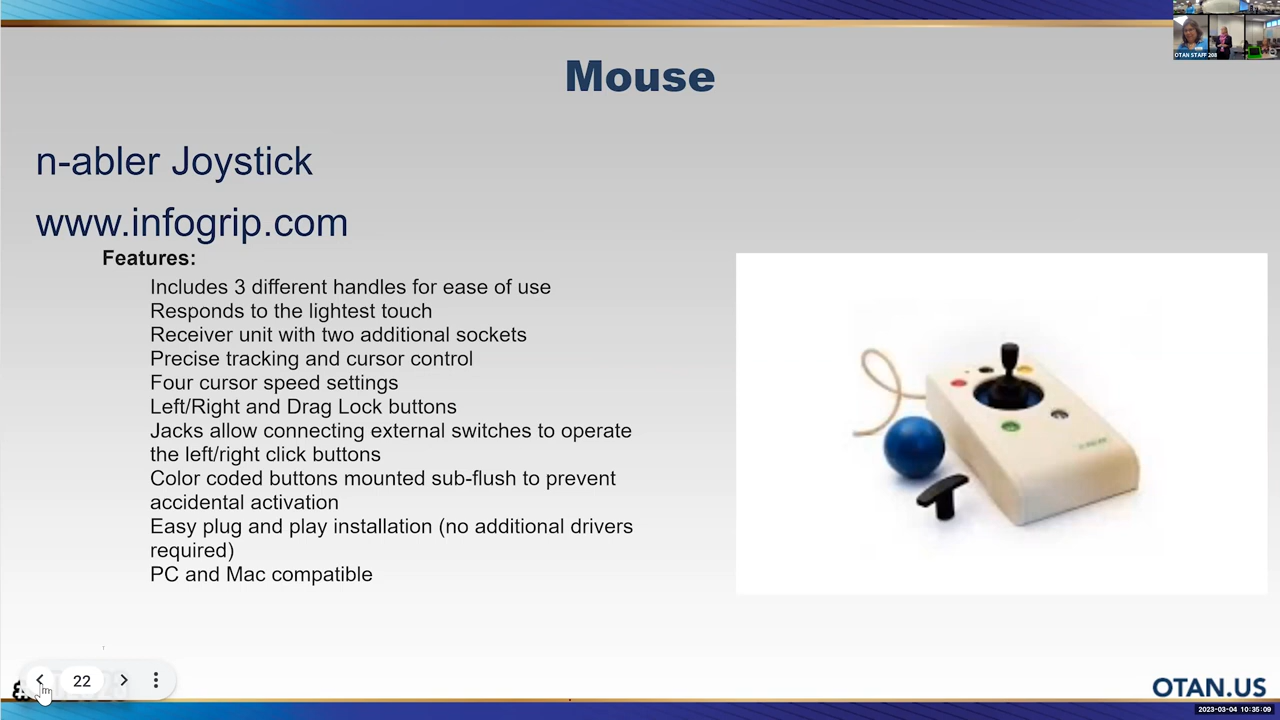 OTAN STAFF 208
Mouse
n-abler Joystick
www.infogrip.com
Features:
Includes 3 different handles for ease of use
Responds to the lightest touch
Receiver unit with two additional sockets
Precise tracking and cursor control
Four cursor speed settings
Left/Right and Drag Lock buttons
Jacks allow connecting external switches to operate
the left/right click buttons
Color coded buttons mounted sub-flush to prevent
accidental activation
Easy plug and play installation (no additional drivers
required)
PC and Mac compatible
22
OTAN.US
2023-03-04 10:35:09